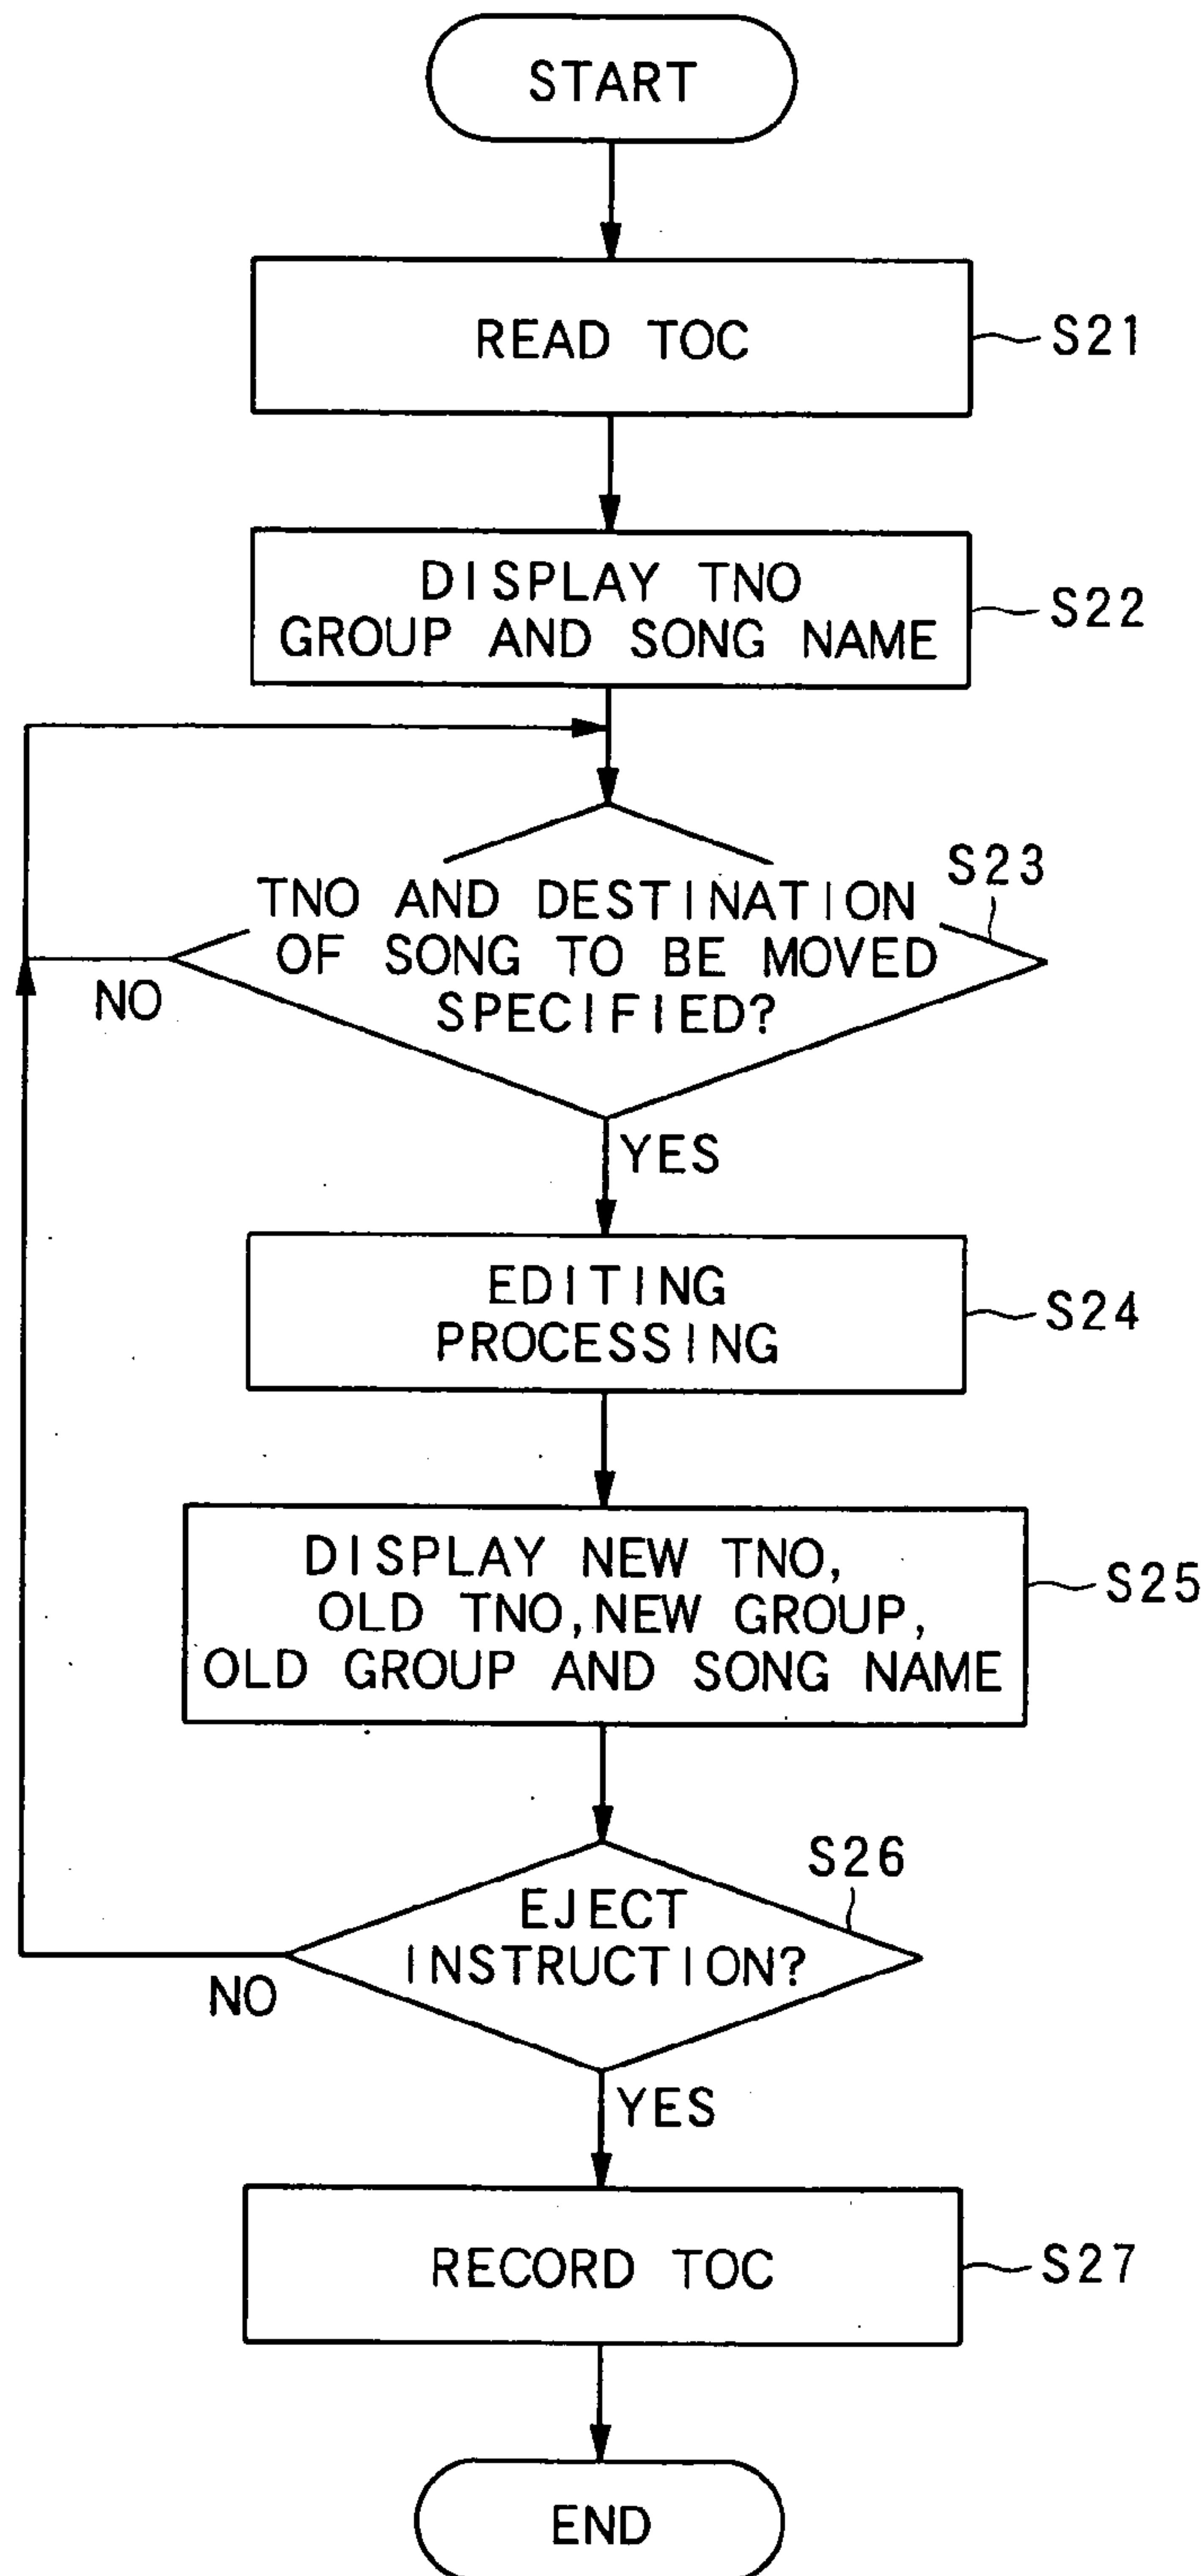 START
READ TOC
S21
DISPLAY TNO
GROUP AND SONG NAME
S22
S23
TNO AND DESTINATION
OF SONG TO BE MOVED
SPECIFIED?
NO
YES
EDITING
PROCESSING
S24
DISPLAY NEW TNO,
OLD TNO, NEW GROUP,
OLD GROUP AND SONG NAME
S25
S26
EJECT
INSTRUCTION?
NO
YES
RECORD TOC
S27
END